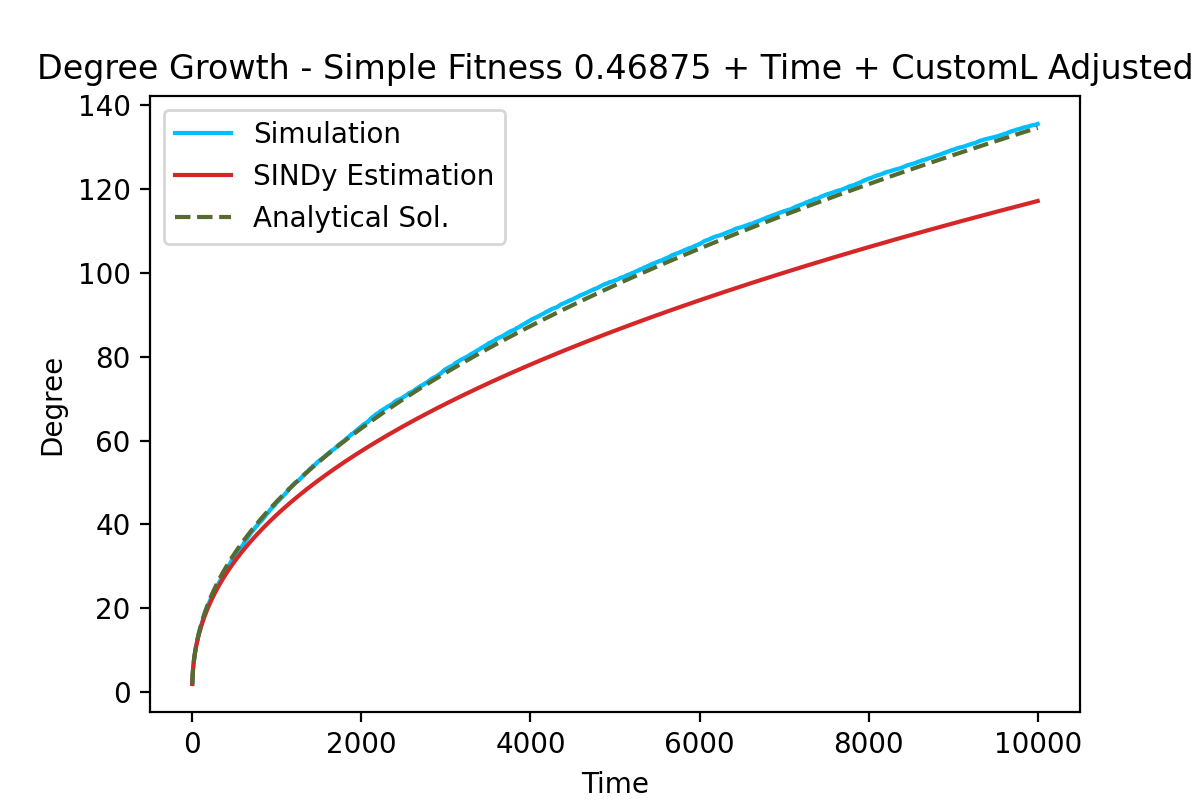 Degree Growth - Simple Fitness 0.46875 + Time + CustomL Adjusted
140
120
100
80
60
40
20
0
Degree
Simulation
SINDy Estimation
Analytical Sol.
0 2000 4000 6000 8000 10000
Time